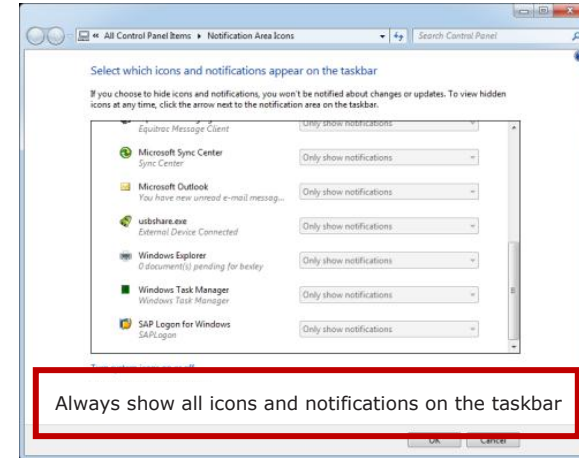 « All Control Panel Items ▸ Notification Area Icons
Search Control Panel
Select which icons and notifications appear on the taskbar
If you choose to hide icons and notifications, you won't be notified about changes or updates. To view hidden
icons at any time, click the arrow next to the notification area on the taskbar.
Equitrac Message Client
Only show notifications
Microsoft Sync Center
Sync Center
Only show notifications
Microsoft Outlook
You have new unread e-mail messag...
Only show notifications
usbshare.exe
External Device Connected
Only show notifications
Windows Explorer
0 document(s) pending for bexley
Only show notifications
Windows Task Manager
Windows Task Manager
Only show notifications
SAP Logon for Windows
SAPLogon
Only show notifications
Always show all icons and notifications on the taskbar
OK
Cancel